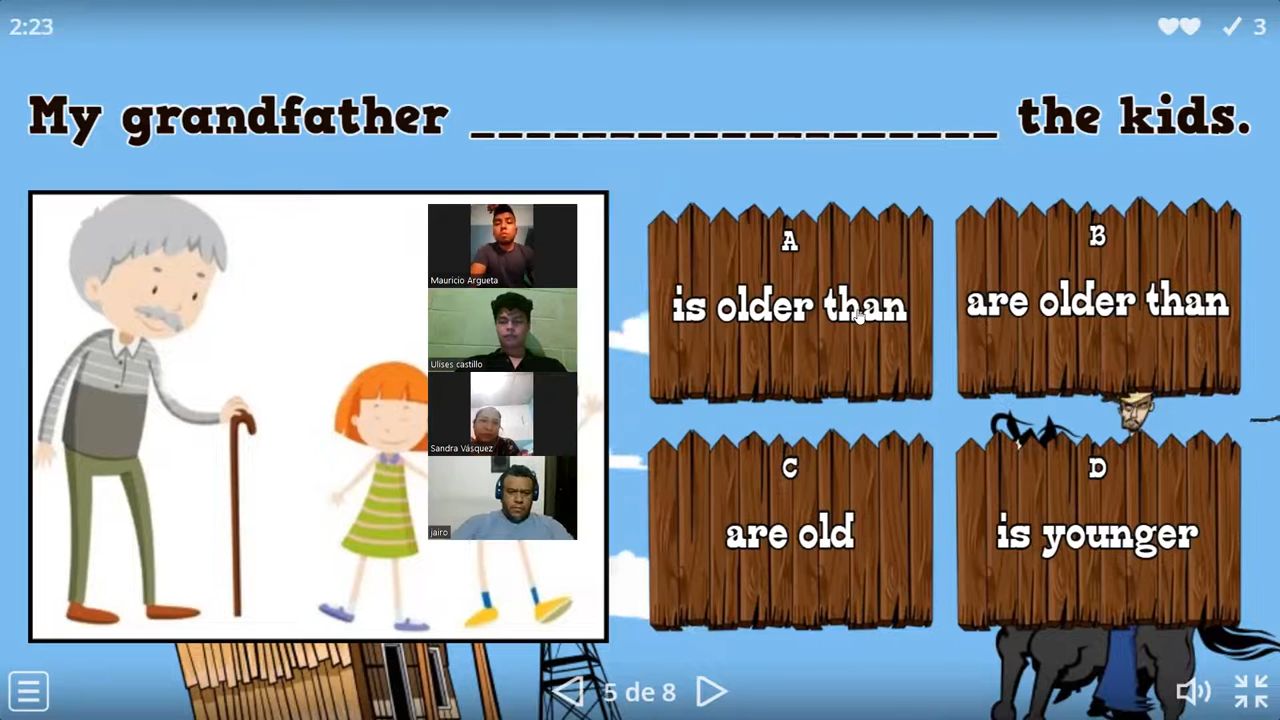 2:23
3
My grandfather ___________________ the kids.
Mauricio Argueta
Ulises castillo
Sandra Vásquez
jairo
A
is older than
B
are older than
C
are old
D
is younger
5 de 8